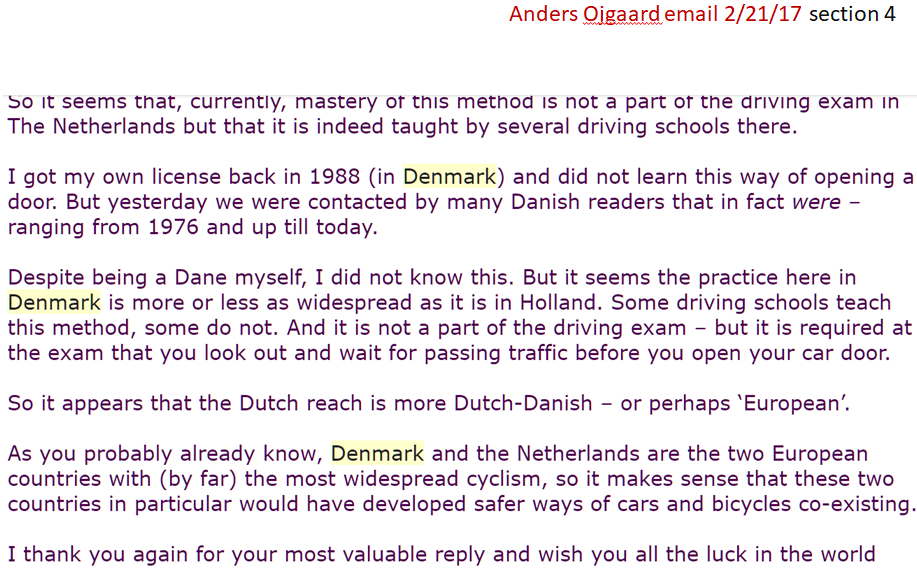 Anders Ojgaard email 2/21/17 section 4
So it seems that, currently, mastery of this method is not a part of the driving exam in
The Netherlands but that it is indeed taught by several driving schools there.
I got my own license back in 1988 (in Denmark) and did not learn this way of opening a
door. But yesterday we were contacted by many Danish readers that in fact were –
ranging from 1976 and up till today.
Despite being a Dane myself, I did not know this. But it seems the practice here in
Denmark is more or less as widespread as it is in Holland. Some driving schools teach
this method, some do not. And it is not a part of the driving exam – but it is required at
the exam that you look out and wait for passing traffic before you open your car door.
So it appears that the Dutch reach is more Dutch-Danish – or perhaps ‘European’.
As you probably already know, Denmark and the Netherlands are the two European
countries with (by far) the most widespread cyclism, so it makes sense that these two
countries in particular would have developed safer ways of cars and bicycles co-existing.
I thank you again for your most valuable reply and wish you all the luck in the world